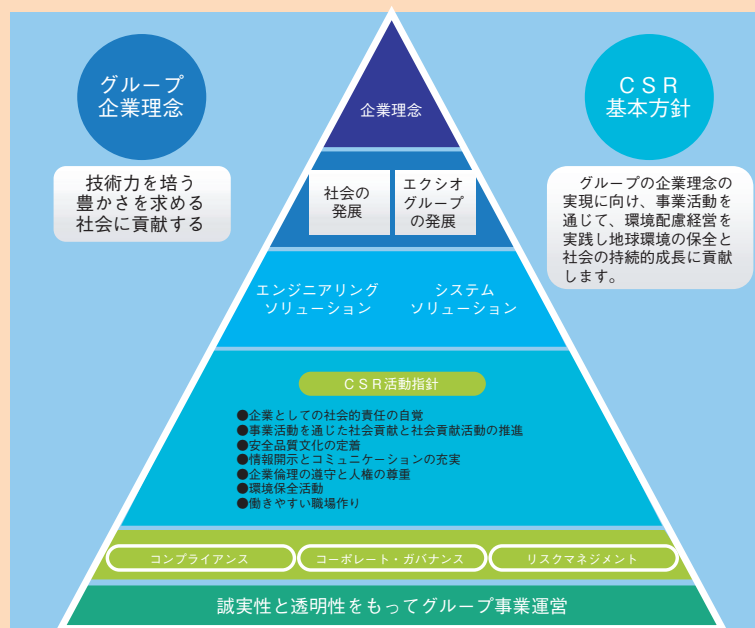 グループ
企業理念
技術力を培う
豊かさを求める
社会に貢献する
企業理念
社会の
発展
エクシオ
グループ
の発展
ＣＳＲ
基本方針
グループの企業理念の
実現に向け、事業活動を
通じて、環境配慮経営を
実践し地球環境の保全と
社会の持続的成長に貢献
します。
エンジニアリング
ソリューション
システム
ソリューション
ＣＳＲ活動指針
●企業としての社会的責任の自覚
●事業活動を通じた社会貢献と社会貢献活動の推進
●安全品質文化の定着
●情報開示とコミュニケーションの充実
●企業倫理の遵守と人権の尊重
●環境保全活動
●働きやすい職場作り
コンプライアンス
コーポレート・ガバナンス
リスクマネジメント
誠実性と透明性をもってグループ事業運営